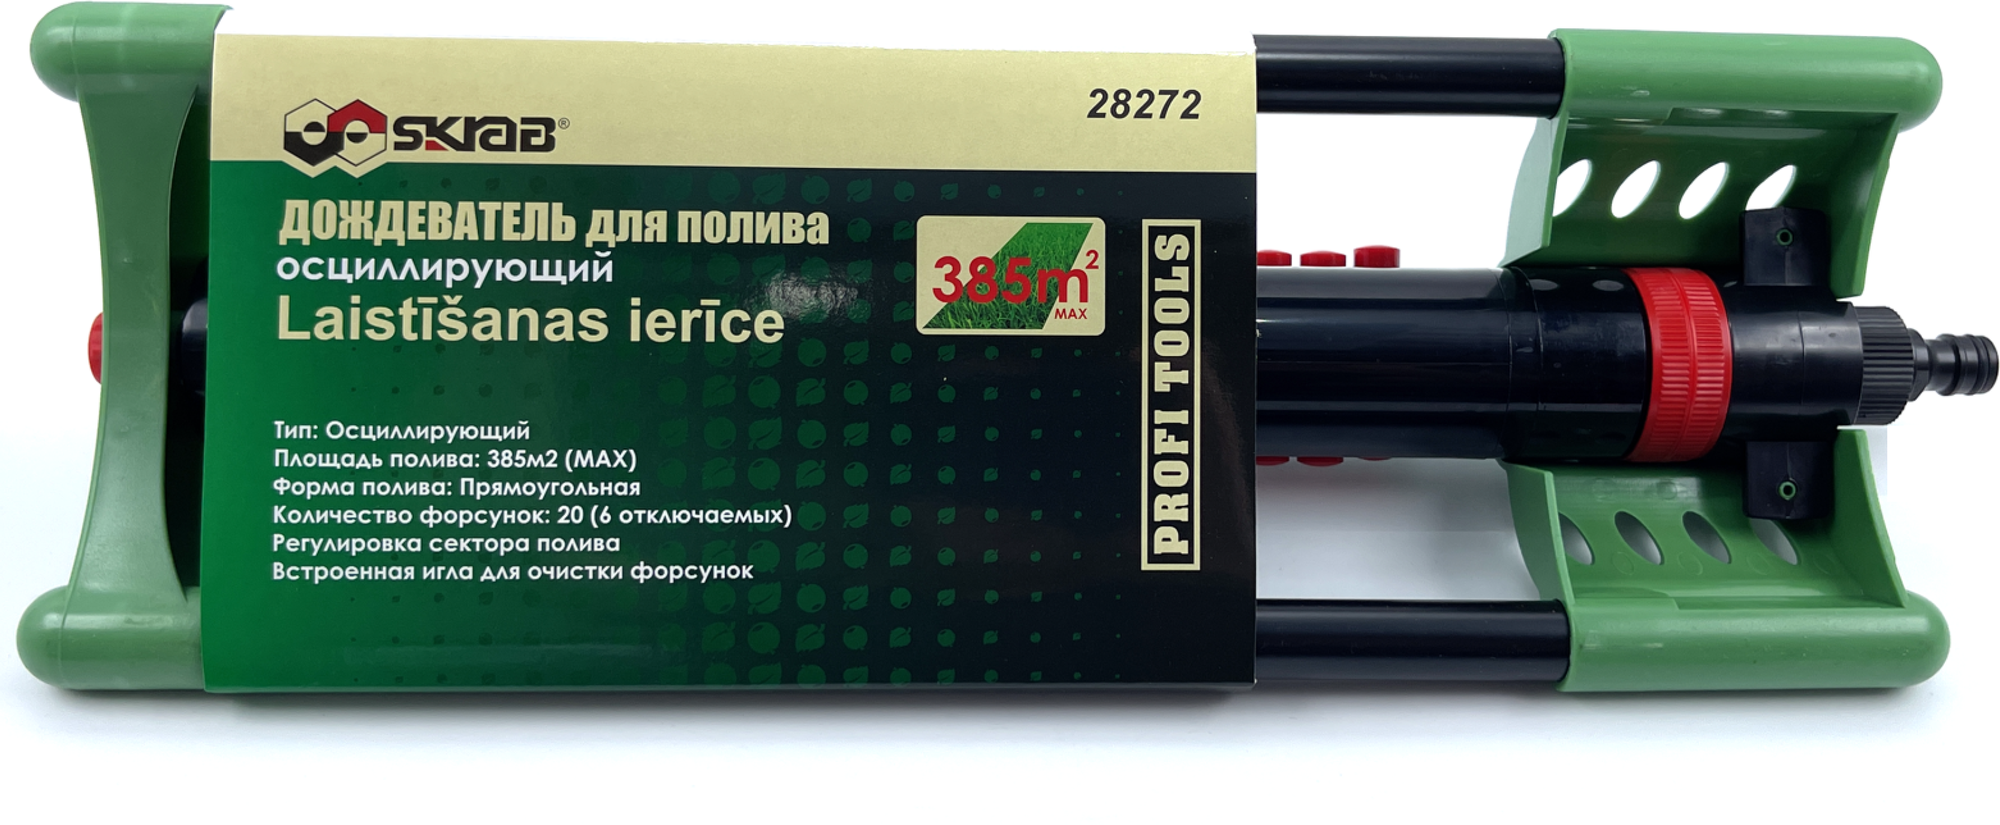 SKRAB®
28272
ДОЖДЕВАТЕЛЬ ДЛЯ ПОЛИВА
осциллирующий
Laistīšanas ierīce
385m²
MAX
PROFI TOOLS
Тип: Осциллирующий
Площадь полива: 385м2 (MAX)
Форма полива: Прямоугольная
Количество форсунок: 20 (6 отключаемых)
Регулировка сектора полива
Встроенная игла для очистки форсунок